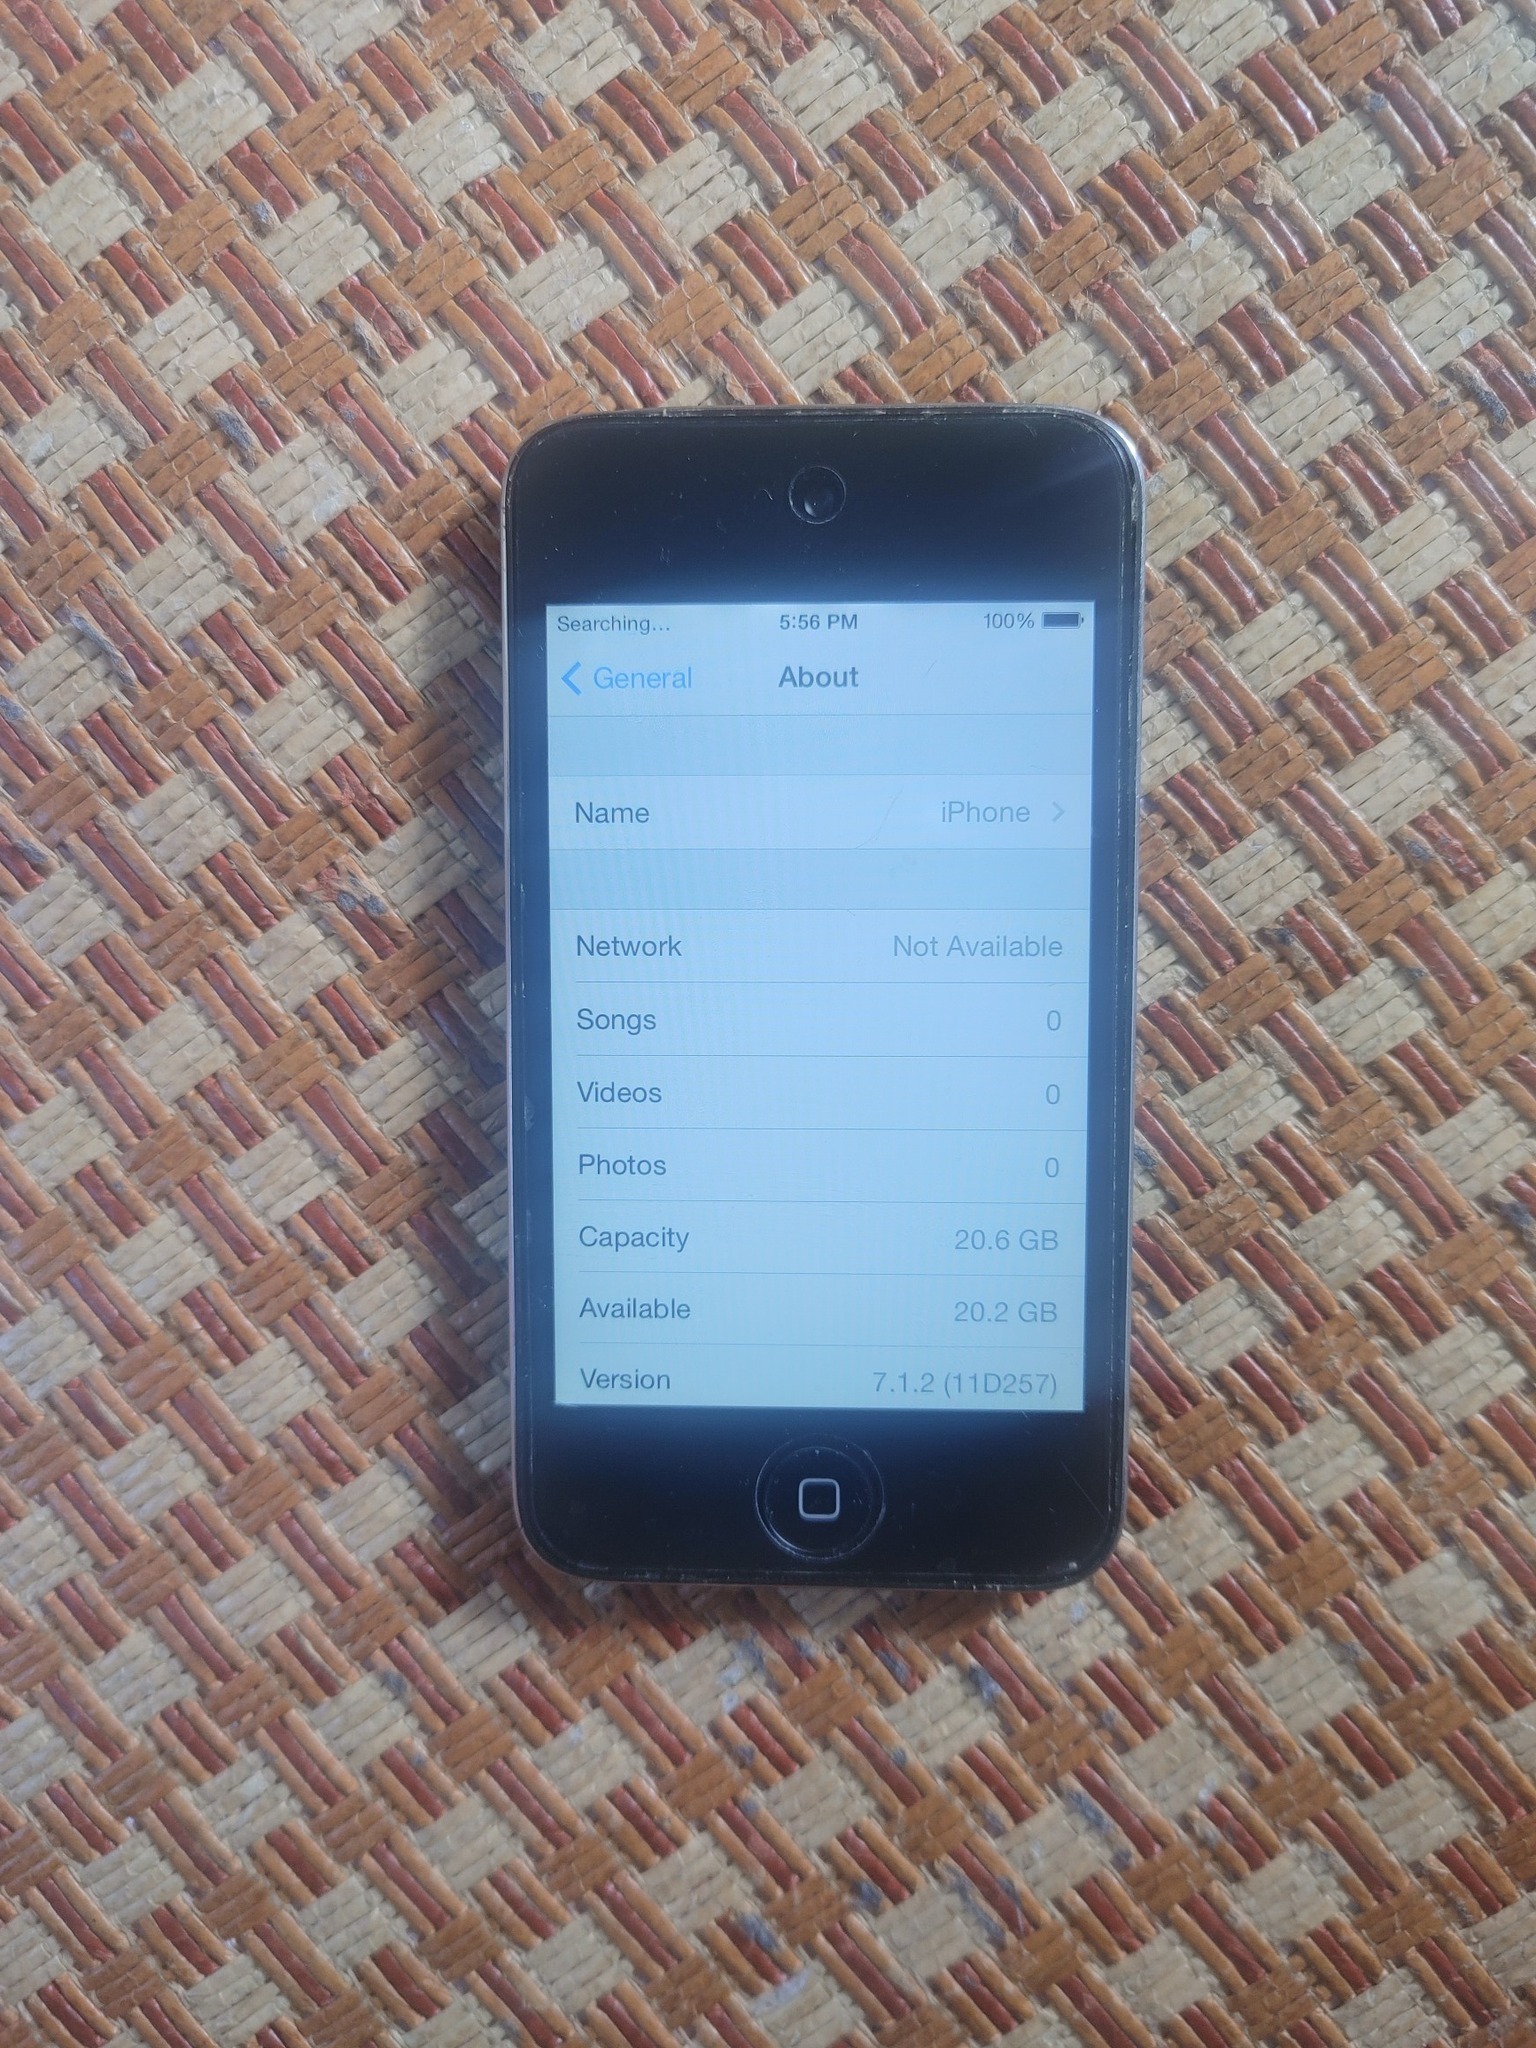 Searching... 5:56 PM 100%
General About
Name iPhone
Network Not Available
Songs 0
Videos 0
Photos 0
Capacity 20.6 GB
Available 20.2 GB
Version 7.1.2 (11D257)